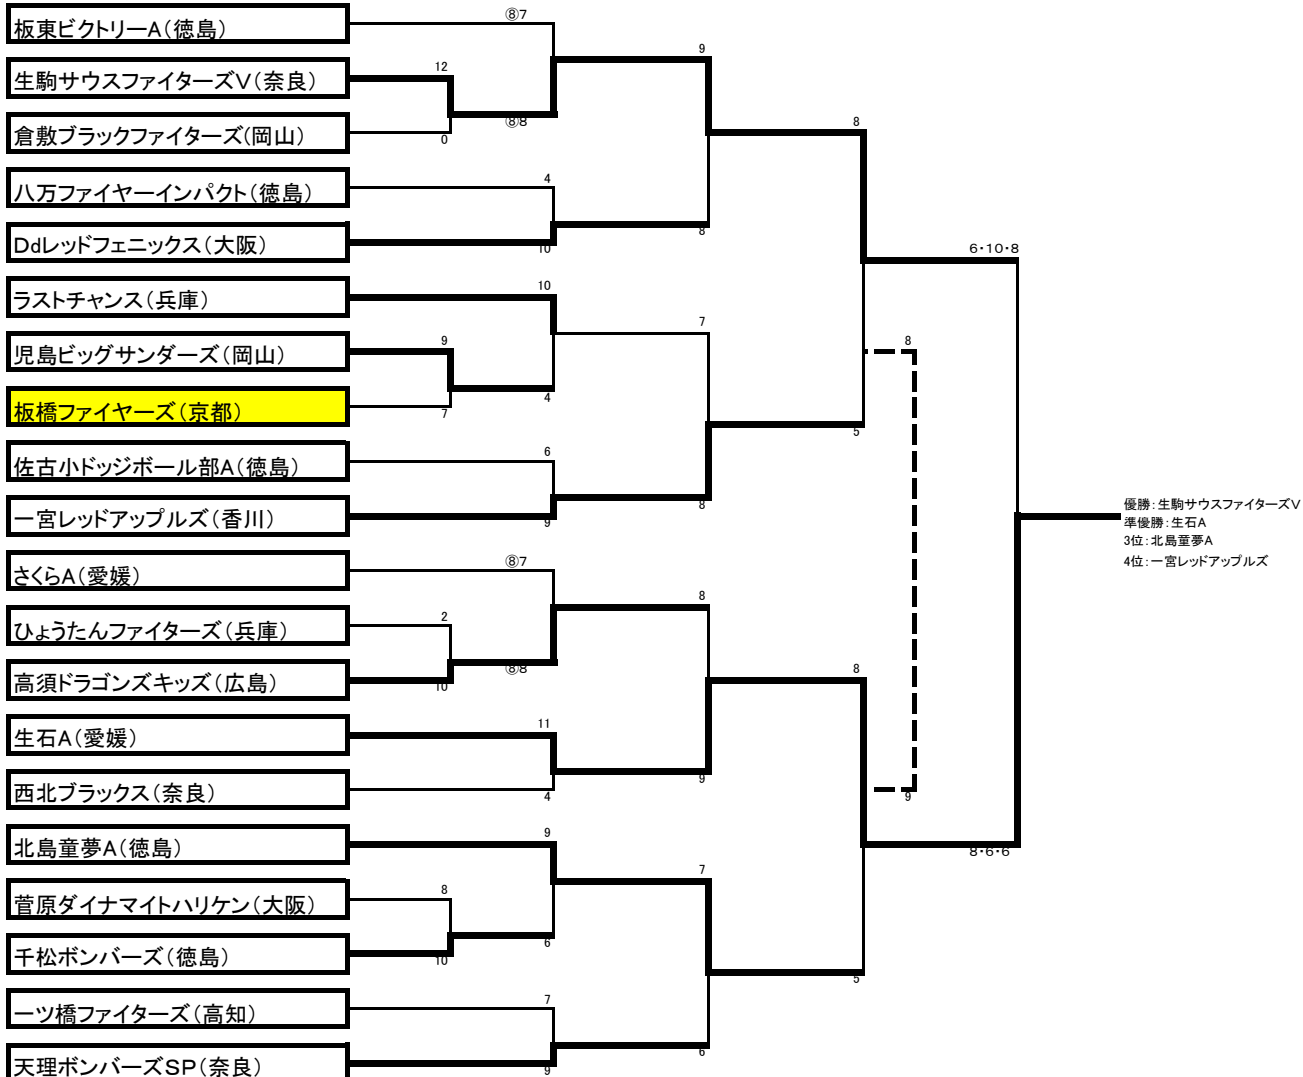 板東ビクトリーA(徳島)
⑧7
生駒サウスファイターズV(奈良)
12
9
倉敷ブラックファイターズ(岡山)
0
⑧8
8
八万ファイヤーインパクト(徳島)
4
Ddレッドフェニックス(大阪)
10
8
6・10・8
ラストチャンス(兵庫)
10
7
児島ビッグサンダーズ(岡山)
9
8
板橋ファイヤーズ(京都)
7
4
5
佐古小ドッジボール部A(徳島)
6
一宮レッドアップルズ(香川)
9
8
優勝:生駒サウスファイターズV
準優勝:生石A
3位:北島童夢A
4位:一宮レッドアップルズ
さくらA(愛媛)
⑧7
ひょうたんファイターズ(兵庫)
2
8
高須ドラゴンズキッズ(広島)
10
⑧8
8
生石A(愛媛)
11
西北ブラックス(奈良)
4
9
9
北島童夢A(徳島)
9
7
8・6・6
菅原ダイナマイトハリケン(大阪)
8
千松ボンバーズ(徳島)
10
6
5
一ツ橋ファイターズ(高知)
7
天理ボンバーズSP(奈良)
9
6